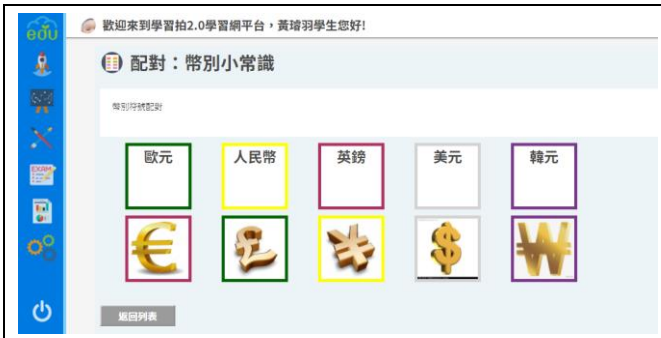 edu
歡迎來到學習拍2.0學習網平台，黃璿羽學生您好!
配對：幣別小常識
幣別符號配對
歐元 人民幣 英鎊 美元 韓元
€ £ ¥ $ ₩
EXAM
返回列表